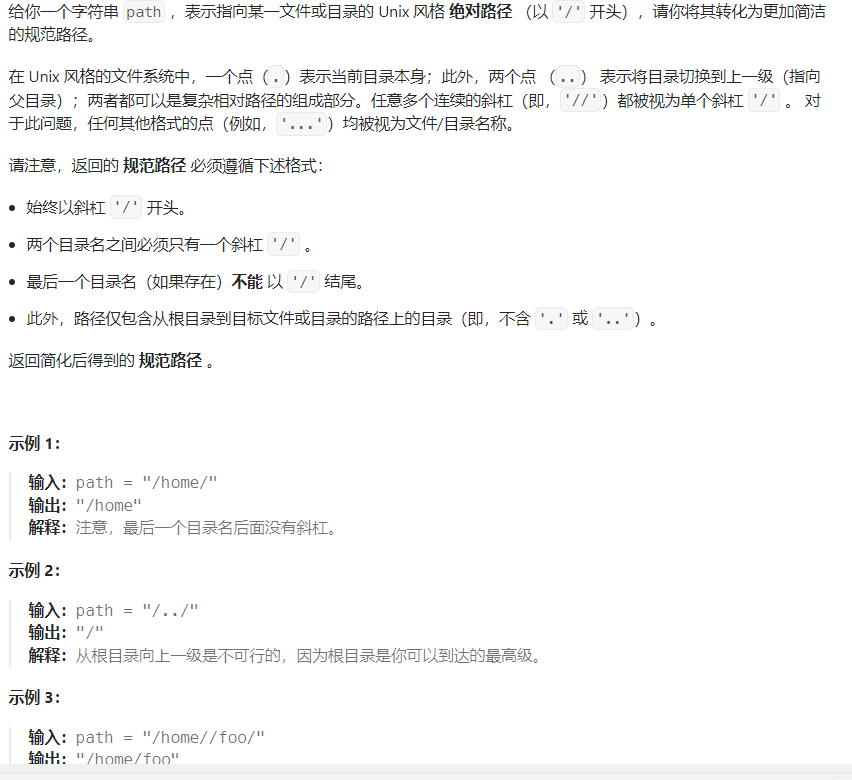 给你一个字符串 path ，表示指向某一文件或目录的 Unix 风格 绝对路径 （以 '/' 开头），请你将其转化为更加简洁
的规范路径。
在 Unix 风格的文件系统中，一个点（.）表示当前目录本身；此外，两个点 （..） 表示将目录切换到上一级（指向
父目录）；两者都可以是复杂相对路径的组成部分。任意多个连续的斜杠（即，'//'）都被视为单个斜杠 '/' 。 对
于此问题，任何其他格式的点（例如，'...'）均被视为文件/目录名称。
请注意，返回的 规范路径 必须遵循下述格式：
• 始终以斜杠 '/' 开头。
• 两个目录名之间必须只有一个斜杠 '/' 。
• 最后一个目录名（如果存在）不能 以 '/' 结尾。
• 此外，路径仅包含从根目录到目标文件或目录的路径上的目录（即，不含 '.' 或 '..'）。
返回简化后得到的 规范路径 。
示例 1：
输入：path = "/home/"
输出："/home"
解释：注意，最后一个目录名后面没有斜杠。
示例 2：
输入：path = "/../"
输出："/"
解释：从根目录向上一级是不可行的，因为根目录是你可以到达的最高级。
示例 3：
输入：path = "/home//foo/"
输出："/home/foo"